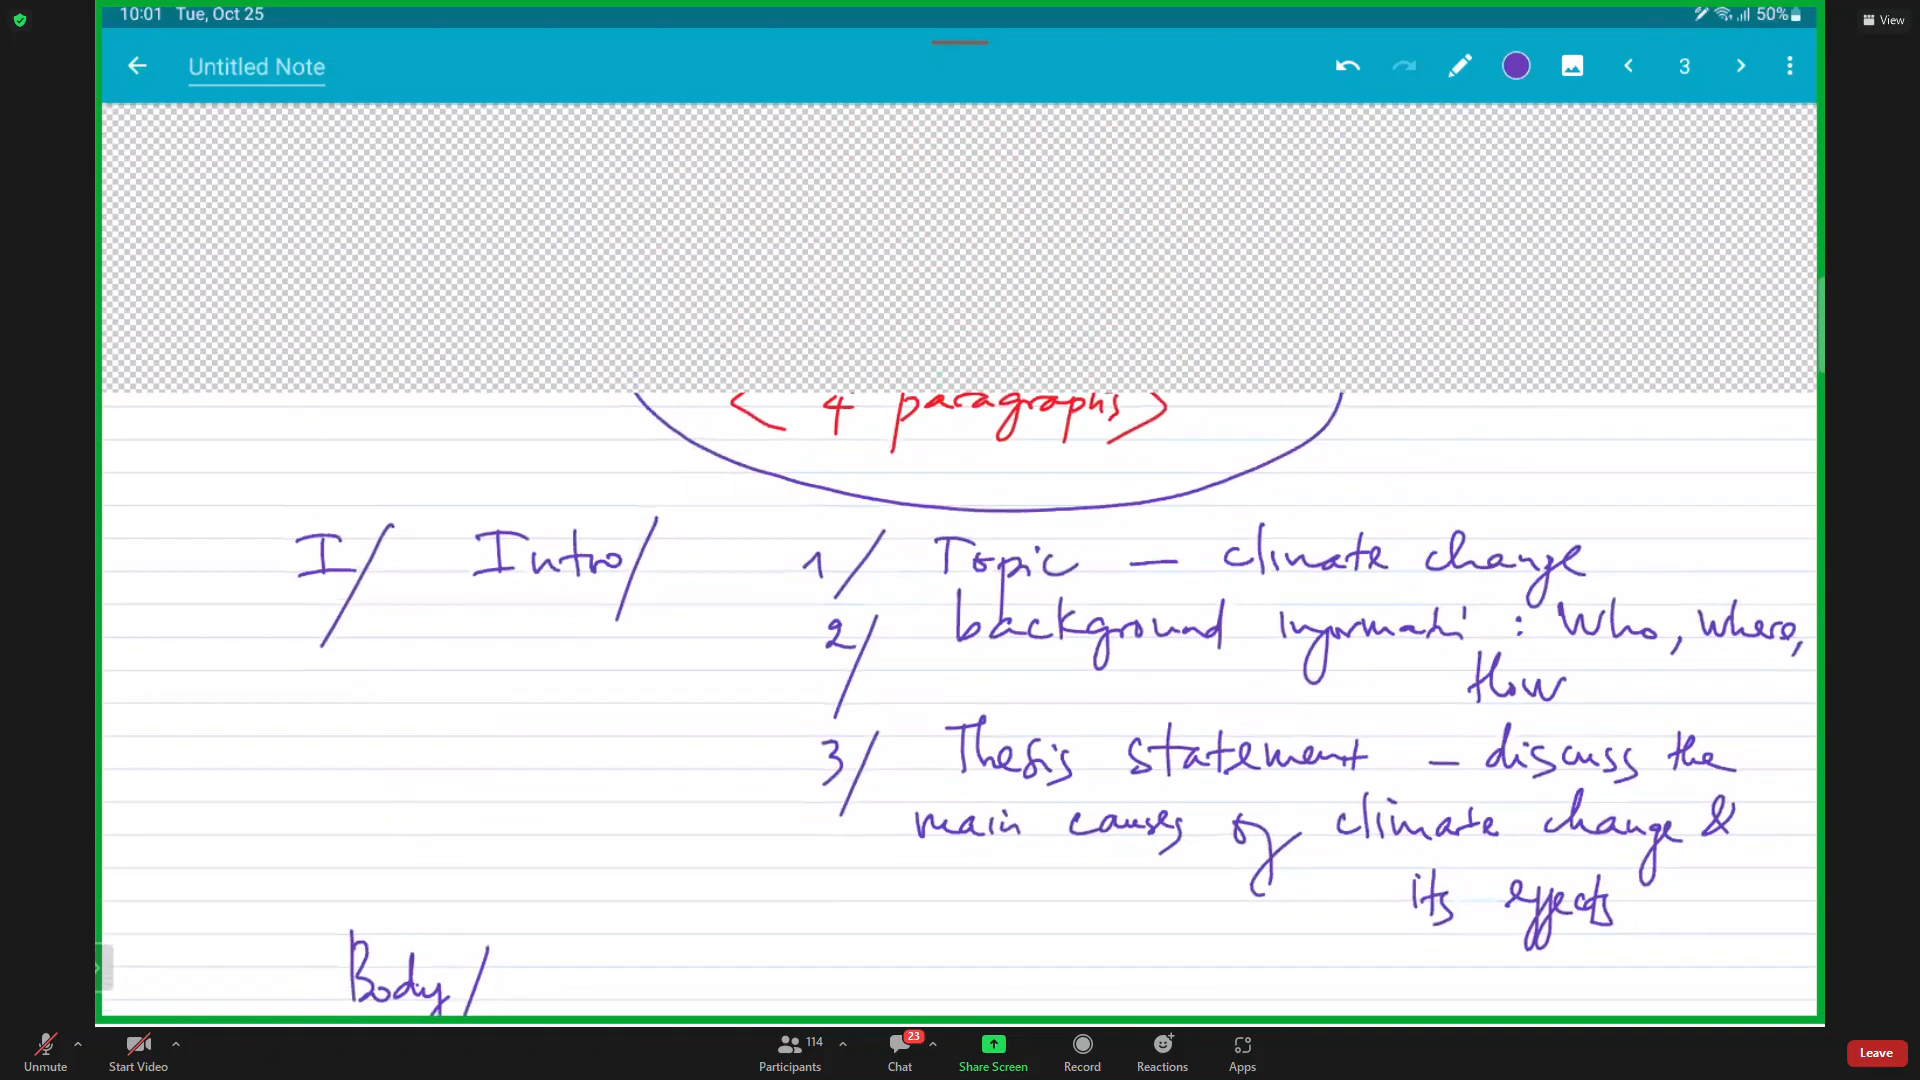 10:01 Tue, Oct 25
50%
View
Untitled Note
3
< 4 paragraphs >
I/ Intro/ 1/ Topic — climate change
2/ background informati' : Who, where,
How
3/ Thesis statement – discuss the
main causes of climate change &
its effects
Body/
Unmute
Start Video
Participants 114
Chat 23
Share Screen
Record
Reactions
Apps
Leave